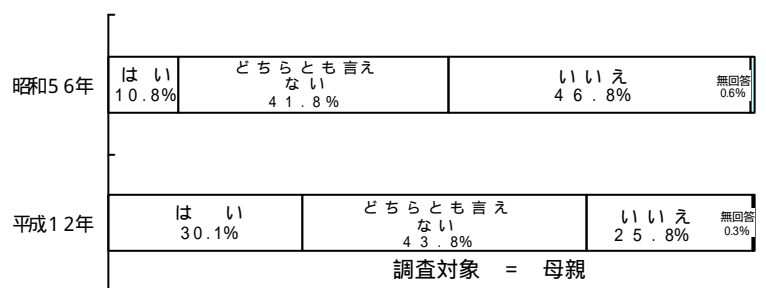 昭和56年
はい
10.8%
どちらとも言え
ない
41.8%
いいえ
46.8%
無回答
0.6%
平成12年
はい
30.1%
どちらとも言え
ない
43.8%
いいえ
25.8%
無回答
0.3%
調査対象 = 母親